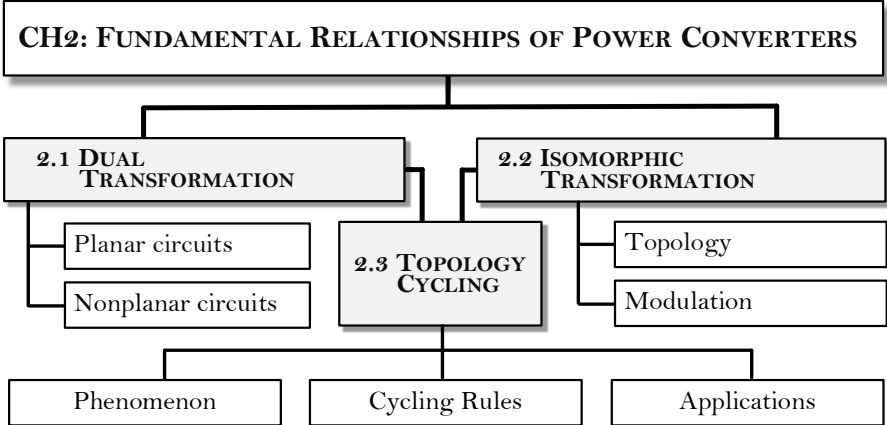 CH2: FUNDAMENTAL RELATIONSHIPS OF POWER CONVERTERS
2.1 DUAL
TRANSFORMATION
Planar circuits
Nonplanar circuits
2.2 ISOMORPHIC
TRANSFORMATION
Topology
Modulation
2.3 TOPOLOGY
CYCLING
Phenomenon
Cycling Rules
Applications